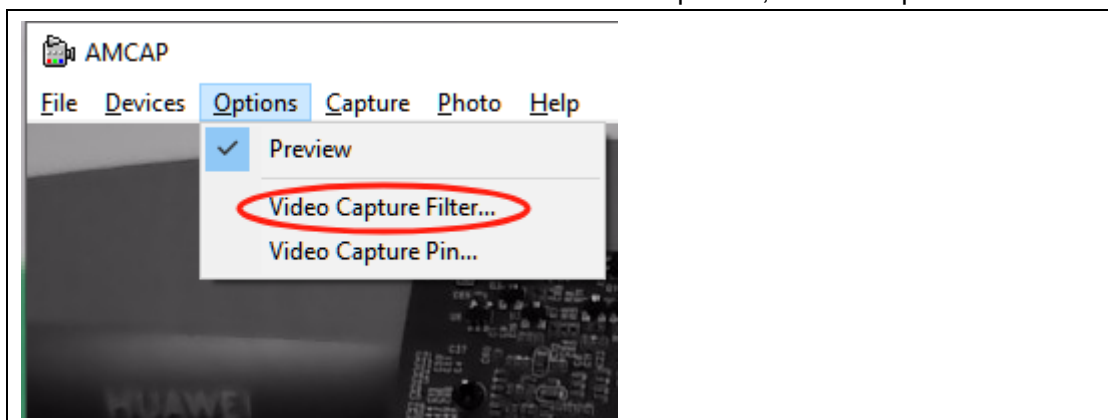 AMCAP
File Devices Options Capture Photo Help
Preview
Video Capture Filter...
Video Capture Pin...
HUAWEI